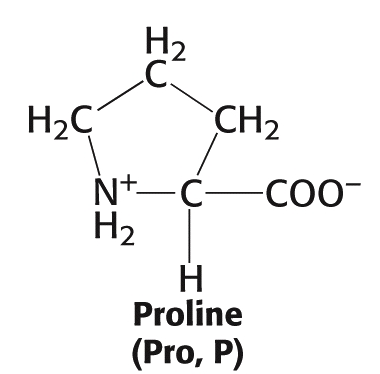 H₂
C
H₂C CH₂
N⁺ C COO⁻
H₂
H
Proline
(Pro, P)